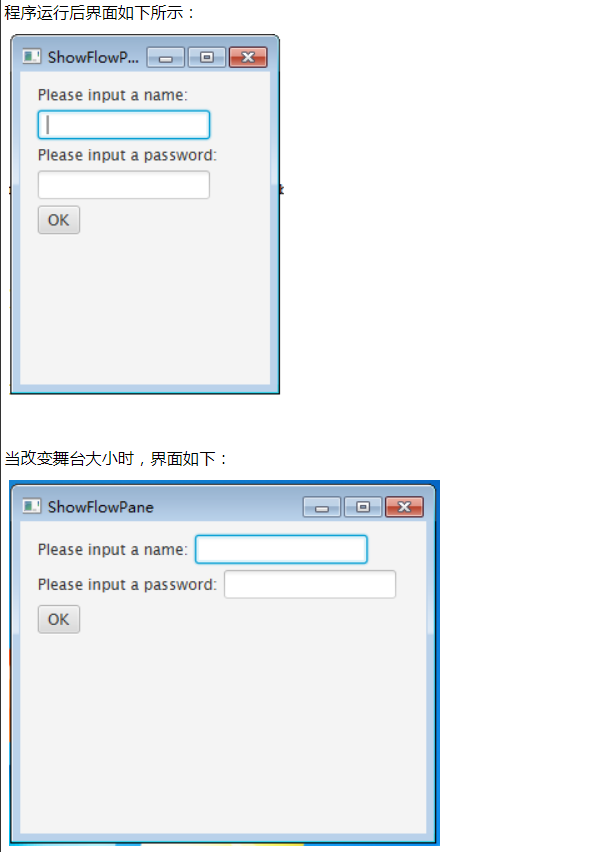 程序运行后界面如下所示：
ShowFlowP...
Please input a name:
Please input a password:
OK
当改变舞台大小时，界面如下：
ShowFlowPane
Please input a name:
Please input a password:
OK